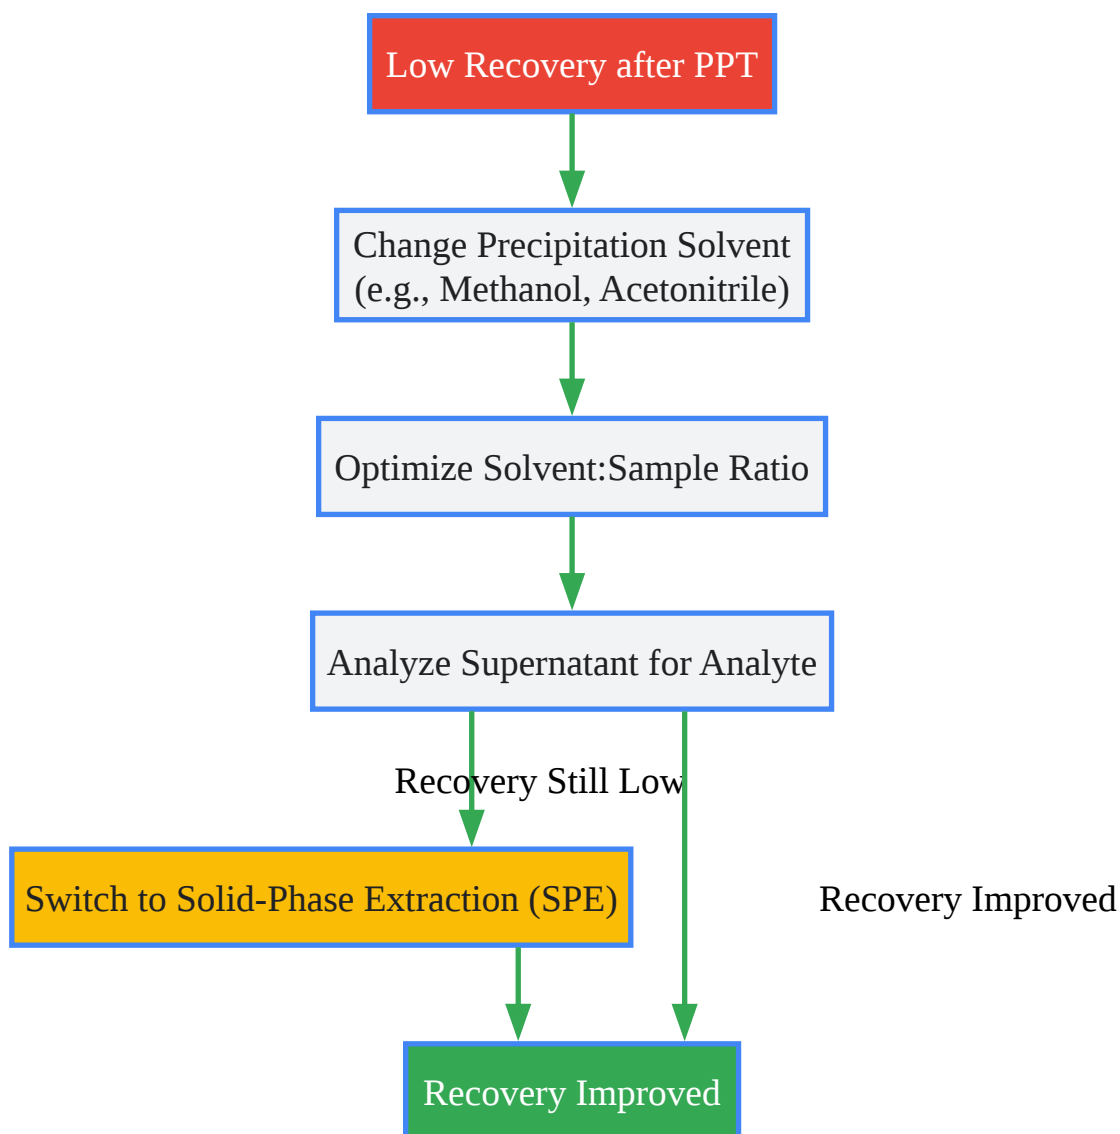 Low Recovery after PPT
Change Precipitation Solvent
(e.g., Methanol, Acetonitrile)
Optimize Solvent:Sample Ratio
Analyze Supernatant for Analyte
Recovery Still Low
Switch to Solid-Phase Extraction (SPE)
Recovery Improved
Recovery Improved